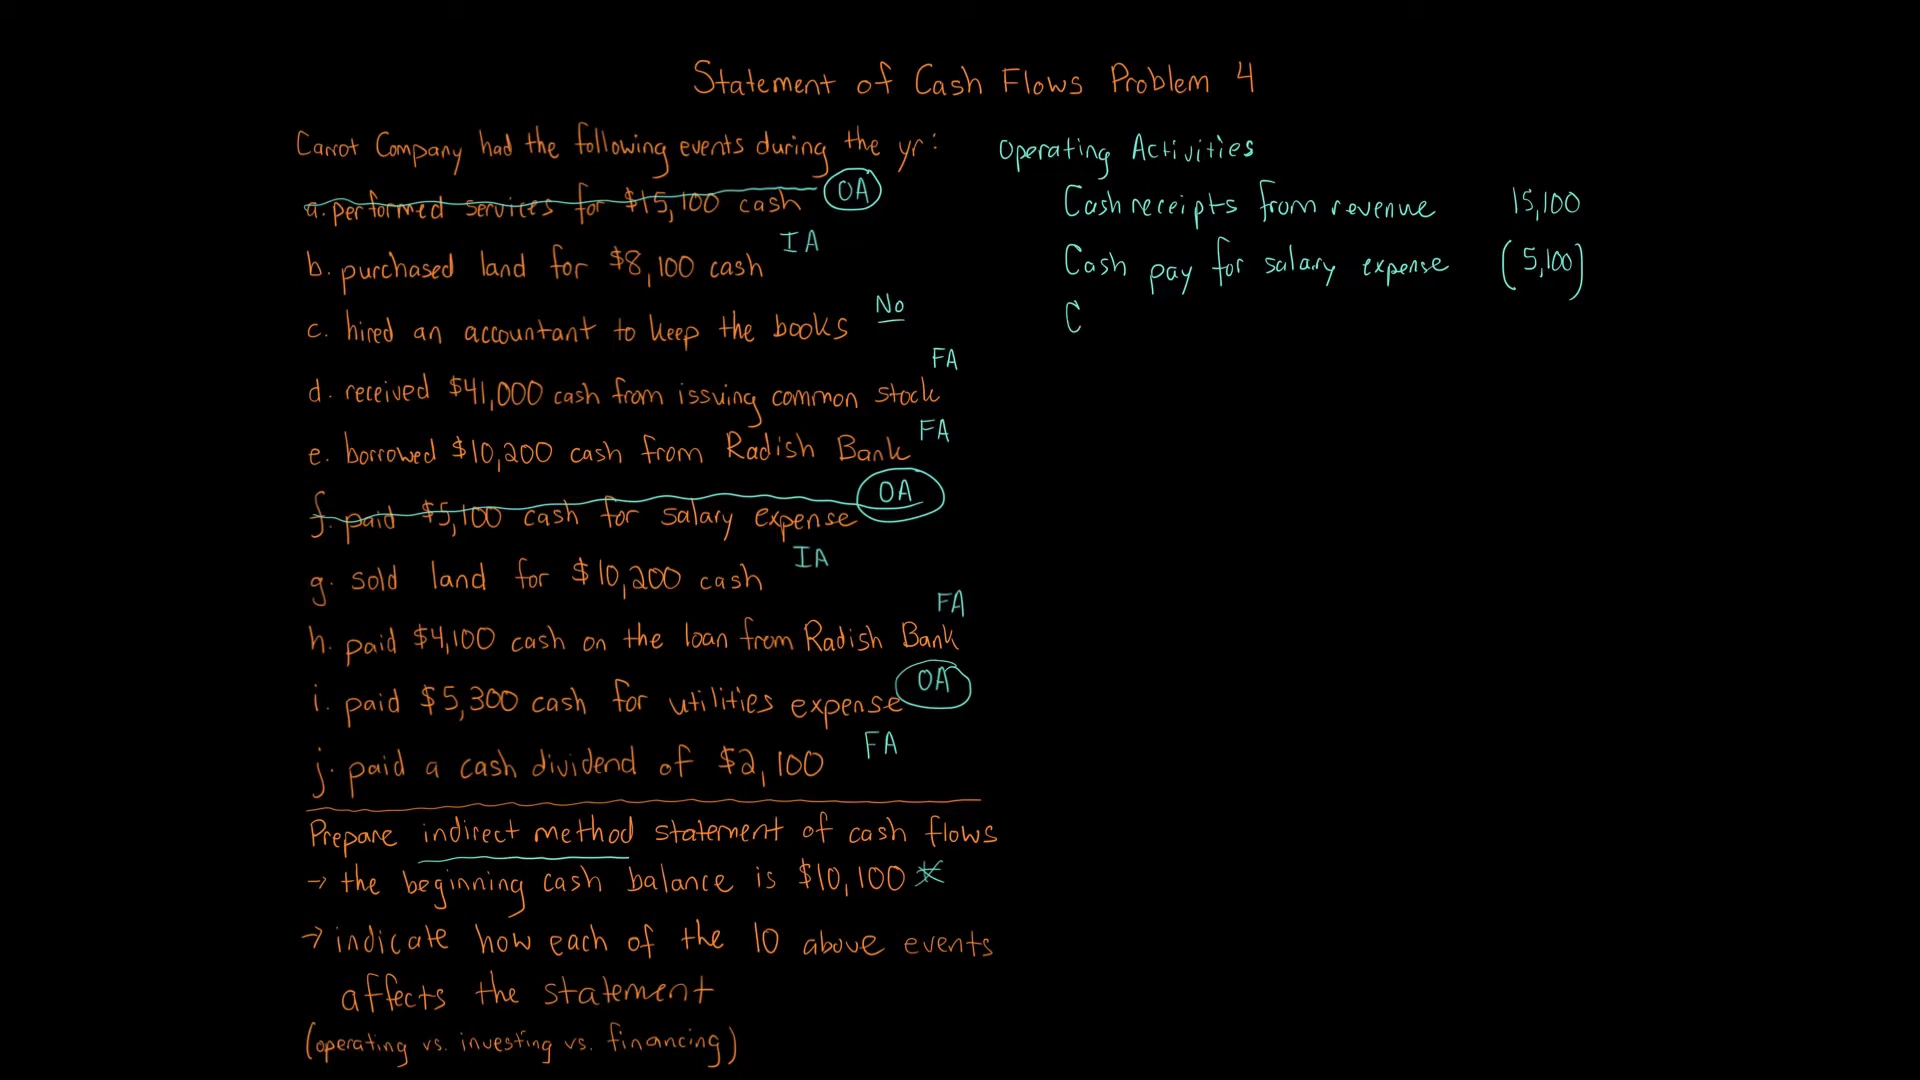 Statement of Cash Flows Problem 4
Carrot Company had the following events during the yr:
a. performed services for $15,100 cash OA
b. purchased land for $8,100 cash IA
c. hired an accountant to keep the books No
d. received $41,000 cash from issuing common stock FA
e. borrowed $10,200 cash from Radish Bank FA
f. paid $5,100 cash for salary expense OA
g. sold land for $10,200 cash IA
h. paid $4,100 cash on the loan from Radish Bank FA
i. paid $5,300 cash for utilities expense OA
j. paid a cash dividend of $2,100 FA
Prepare indirect method statement of cash flows
→ the beginning cash balance is $10,100 *
→ indicate how each of the 10 above events
affects the statement
(operating vs. investing vs. financing)
Operating Activities
Cash receipts from revenue 15,100
Cash pay for salary expense (5,100)
C